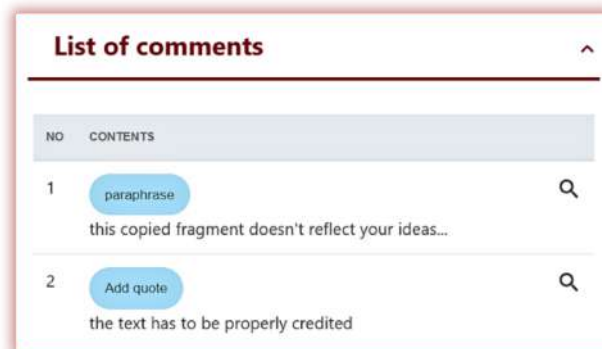 List of comments
NO CONTENTS
1 paraphrase
this copied fragment doesn't reflect your ideas...
2 Add quote
the text has to be properly credited